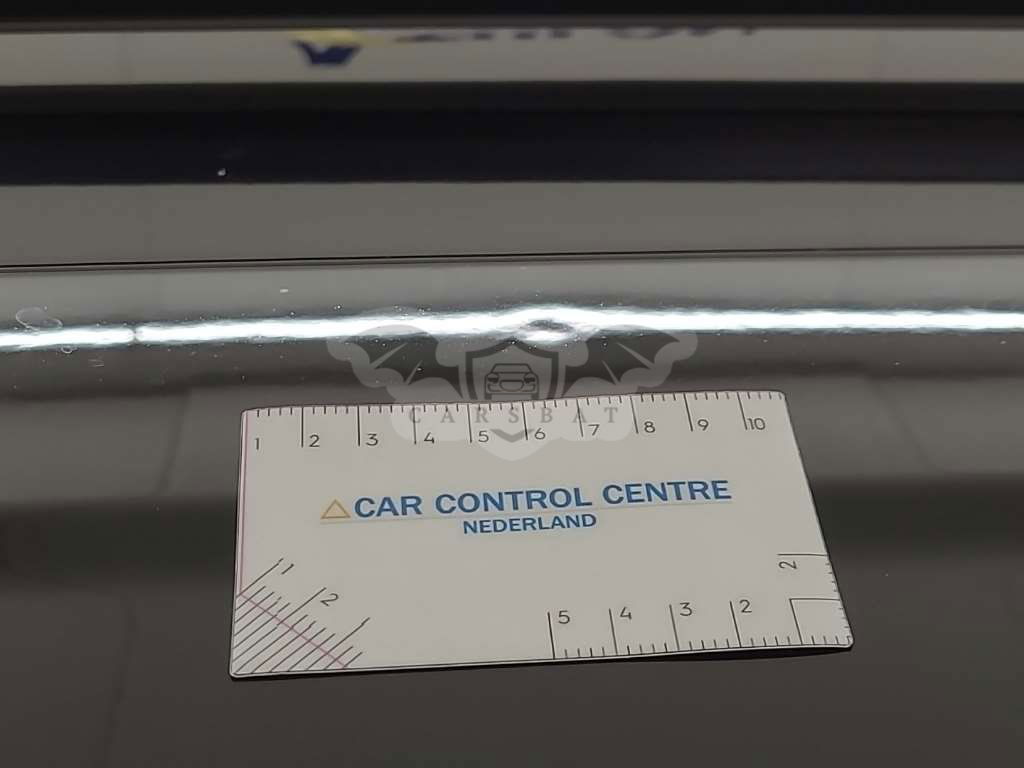 CARSBAT
1 2 3 4 5 6 7 8 9 10
CAR CONTROL CENTRE
NEDERLAND
1 2
2
5 4 3 2